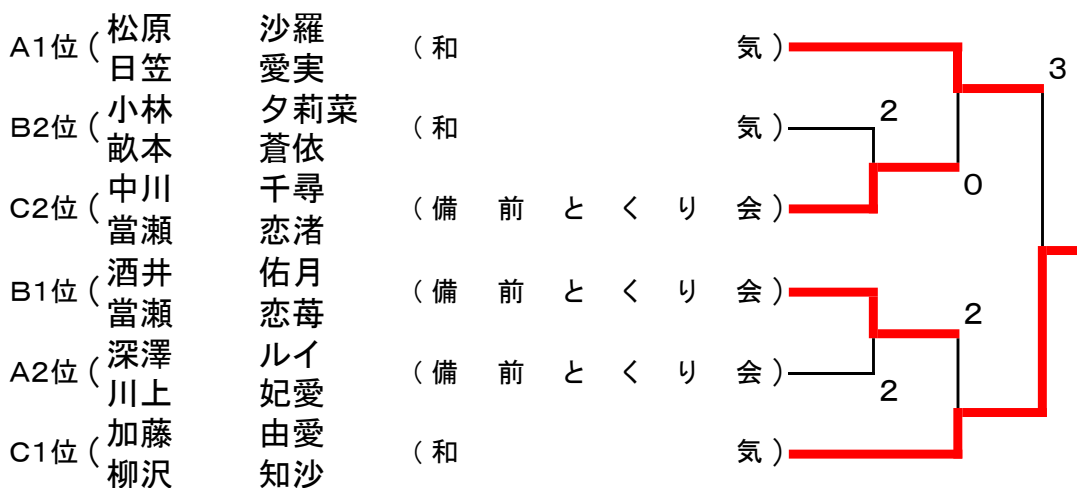 A1位 ( 松原 沙羅 ( 和 気 )
日笠 愛実
3
B2位 ( 小林 夕莉菜 ( 和 気 ) 2
畝本 蒼依
C2位 ( 中川 千尋 ( 備 前 と く り 会 ) 0
當瀬 恋渚
B1位 ( 酒井 佑月 ( 備 前 と く り 会 ) 2
當瀬 恋苺
A2位 ( 深澤 ルイ ( 備 前 と く り 会 ) 2
川上 妃愛
C1位 ( 加藤 由愛 ( 和 気 )
柳沢 知沙